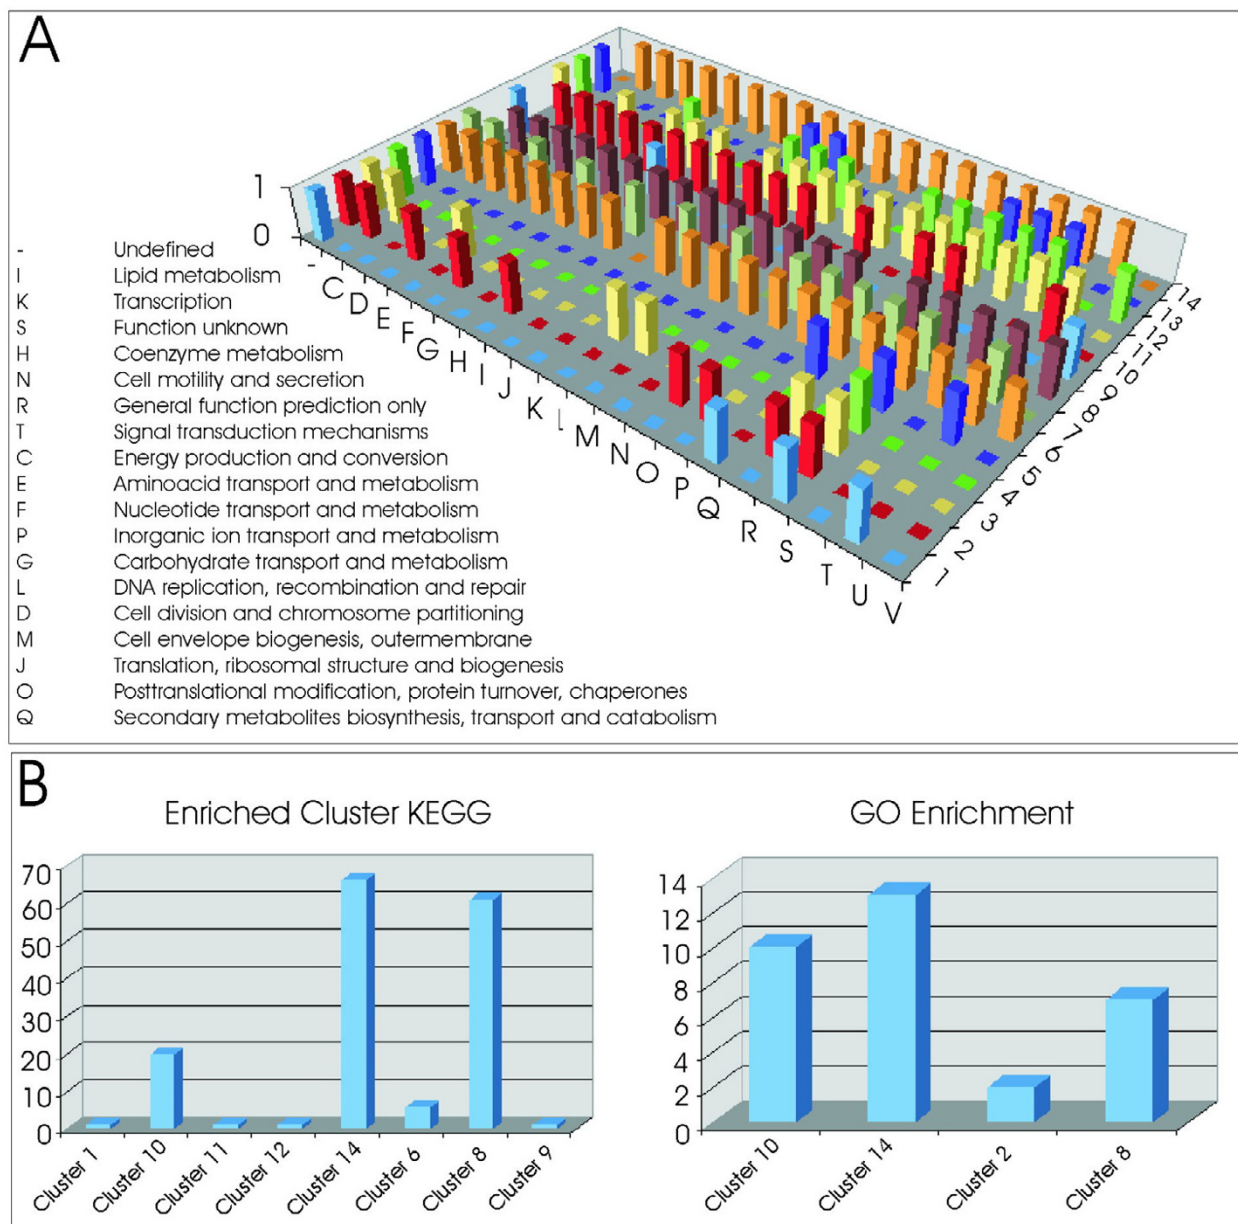 A
1
0
- Undefined
I Lipid metabolism
K Transcription
S Function unknown
H Coenzyme metabolism
N Cell motility and secretion
R General function prediction only
T Signal transduction mechanisms
C Energy production and conversion
E Aminoacid transport and metabolism
F Nucleotide transport and metabolism
P Inorganic ion transport and metabolism
G Carbohydrate transport and metabolism
L DNA replication, recombination and repair
D Cell division and chromosome partitioning
M Cell envelope biogenesis, outermembrane
J Translation, ribosomal structure and biogenesis
O Posttranslational modification, protein turnover, chaperones
Q Secondary metabolites biosynthesis, transport and catabolism
- C D E F G H I J K L M N O P Q R S T U V
1 2 3 4 5 6 7 8 9 10 11 12 13 14
B
Enriched Cluster KEGG
70
60
50
40
30
20
10
0
Cluster 1 Cluster 10 Cluster 11 Cluster 12 Cluster 14 Cluster 6 Cluster 8 Cluster 9
GO Enrichment
14
12
10
8
6
4
2
0
Cluster 10 Cluster 14 Cluster 2 Cluster 8